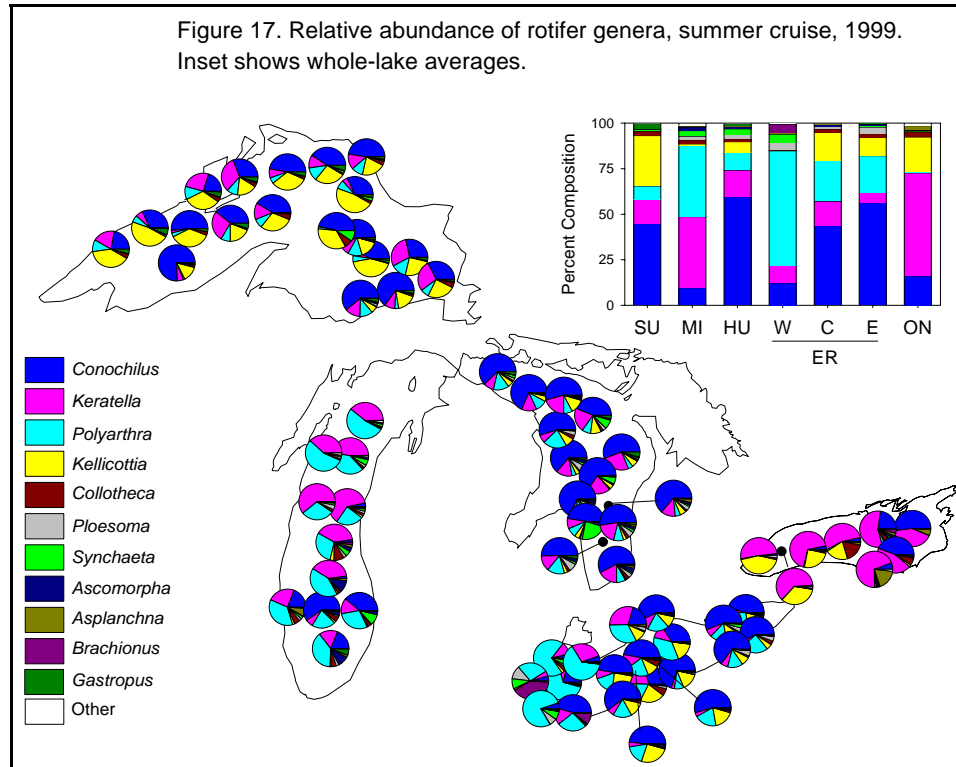 Figure 17. Relative abundance of rotifer genera, summer cruise, 1999.
Inset shows whole-lake averages.
Percent Composition
100
75
50
25
0
SU MI HU W C E ON
ER
Conochilus
Keratella
Polyarthra
Kellicottia
Collotheca
Ploesoma
Synchaeta
Ascomorpha
Asplanchna
Brachionus
Gastropus
Other